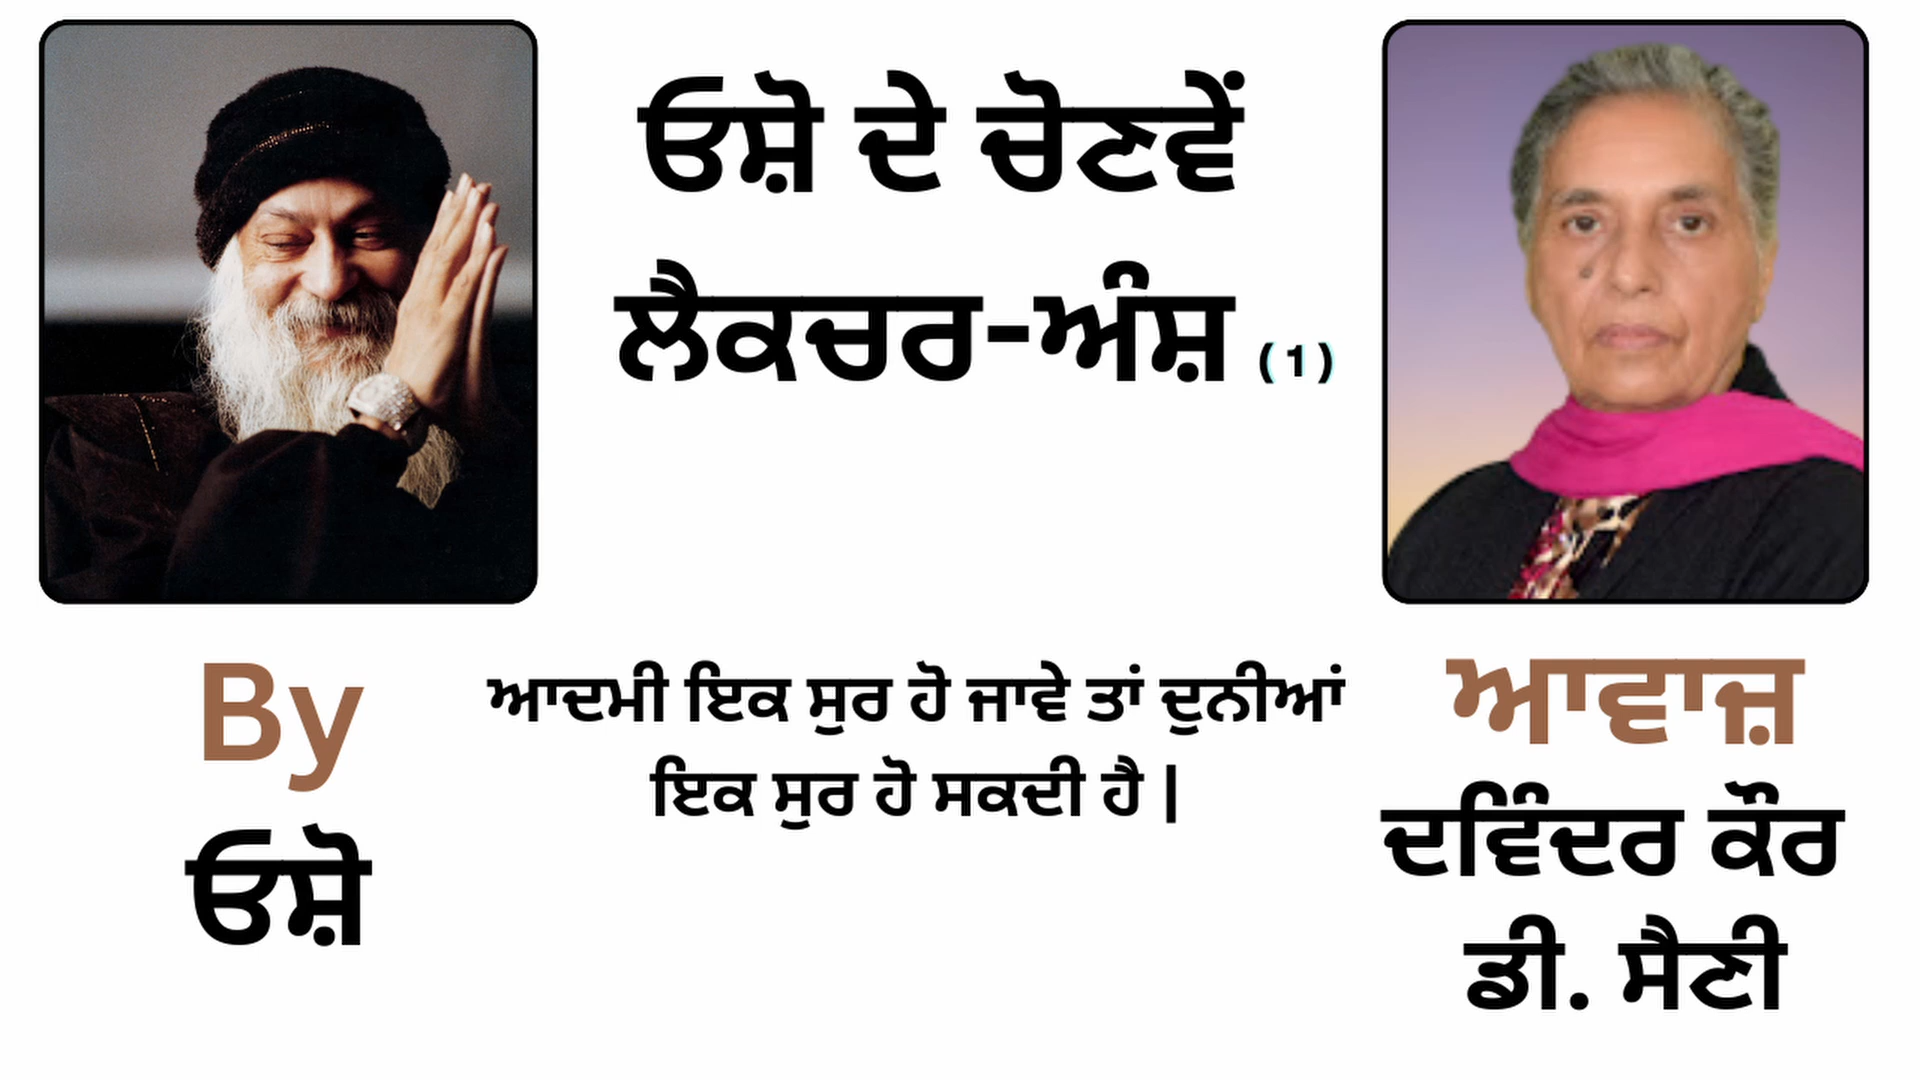 ਓਸ਼ੋ ਦੇ ਚੋਣਵੇਂ
ਲੈਕਚਰ-ਅੰਸ਼ (1)
ਆਦਮੀ ਇਕ ਸੁਰ ਹੋ ਜਾਵੇ ਤਾਂ ਦੁਨੀਆਂ
ਇਕ ਸੁਰ ਹੋ ਸਕਦੀ ਹੈ |
By
ਓਸ਼ੋ
ਆਵਾਜ਼
ਦਵਿੰਦਰ ਕੌਰ
ਡੀ. ਸੈਣੀ